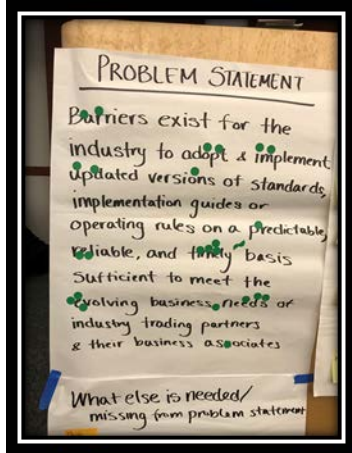 PROBLEM STATEMENT
Barriers exist for the
industry to adopt & implement
updated versions of standards,
implementation guides or
operating rules on a predictable,
reliable, and timely basis
sufficient to meet the
evolving business needs of
industry trading partners
& their business associates
What else is needed/
missing from problem statement